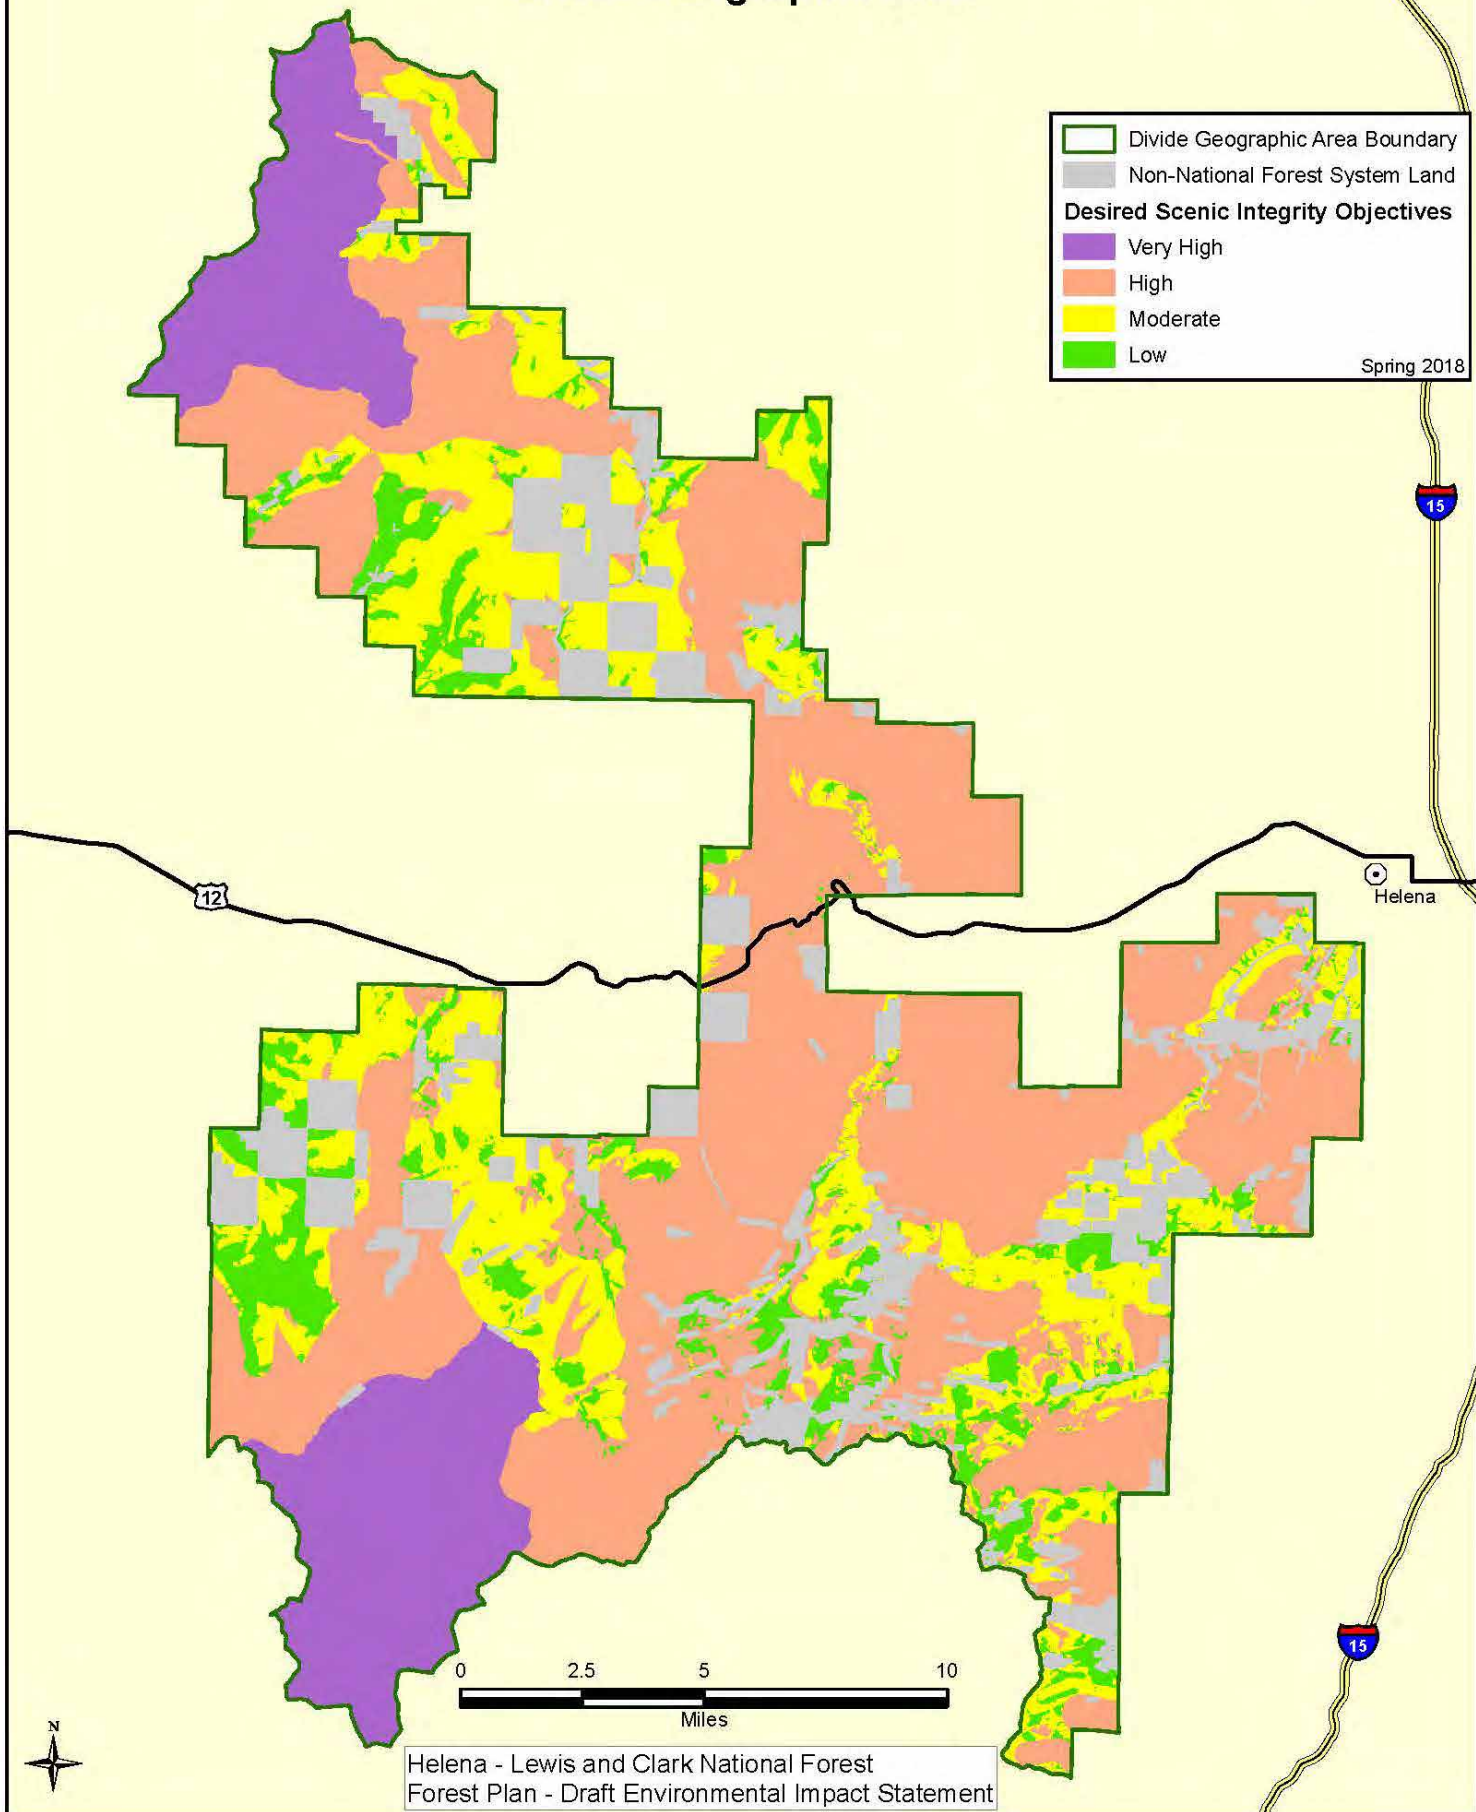 Divide Geographic Area Boundary
Non-National Forest System Land
Desired Scenic Integrity Objectives
Very High
High
Moderate
Low
Spring 2018
15
12
Helena
15
0 2.5 5 10
Miles
N
Helena - Lewis and Clark National Forest
Forest Plan - Draft Environmental Impact Statement